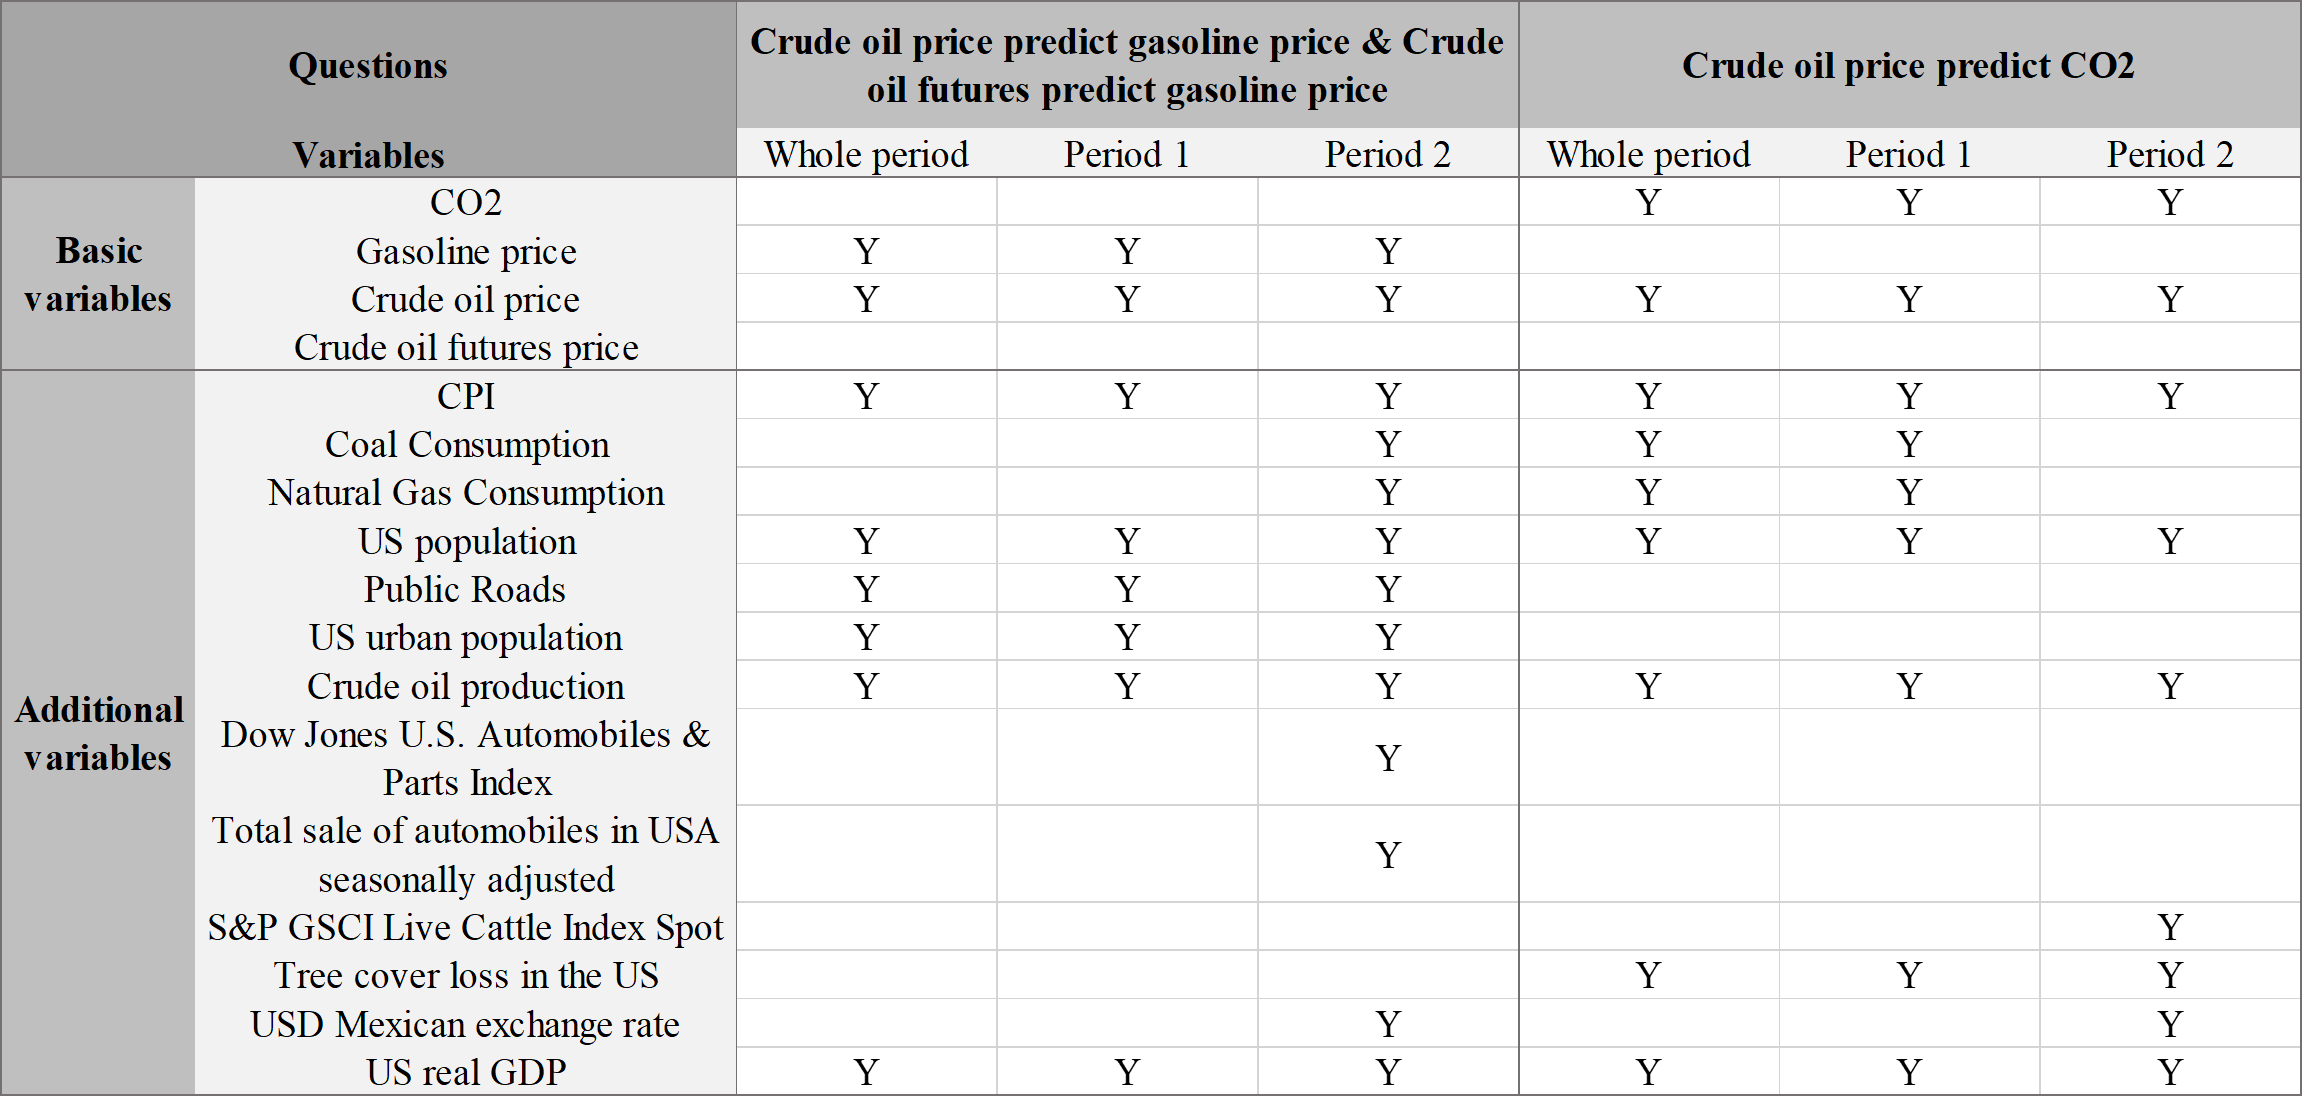 Questions
Crude oil price predict gasoline price & Crude
oil futures predict gasoline price
Crude oil price predict CO2
Variables
Whole period Period 1 Period 2 Whole period Period 1 Period 2
Basic
variables
CO2 Y Y Y
Gasoline price Y Y Y
Crude oil price Y Y Y Y Y Y
Crude oil futures price
Additional
variables
CPI Y Y Y Y Y Y
Coal Consumption Y Y Y
Natural Gas Consumption Y Y Y
US population Y Y Y Y Y Y
Public Roads Y Y Y
US urban population Y Y Y
Crude oil production Y Y Y Y Y Y
Dow Jones U.S. Automobiles &
Parts Index
Y
Total sale of automobiles in USA
seasonally adjusted
Y
S&P GSCI Live Cattle Index Spot Y
Tree cover loss in the US Y Y Y
USD Mexican exchange rate Y Y
US real GDP Y Y Y Y Y Y